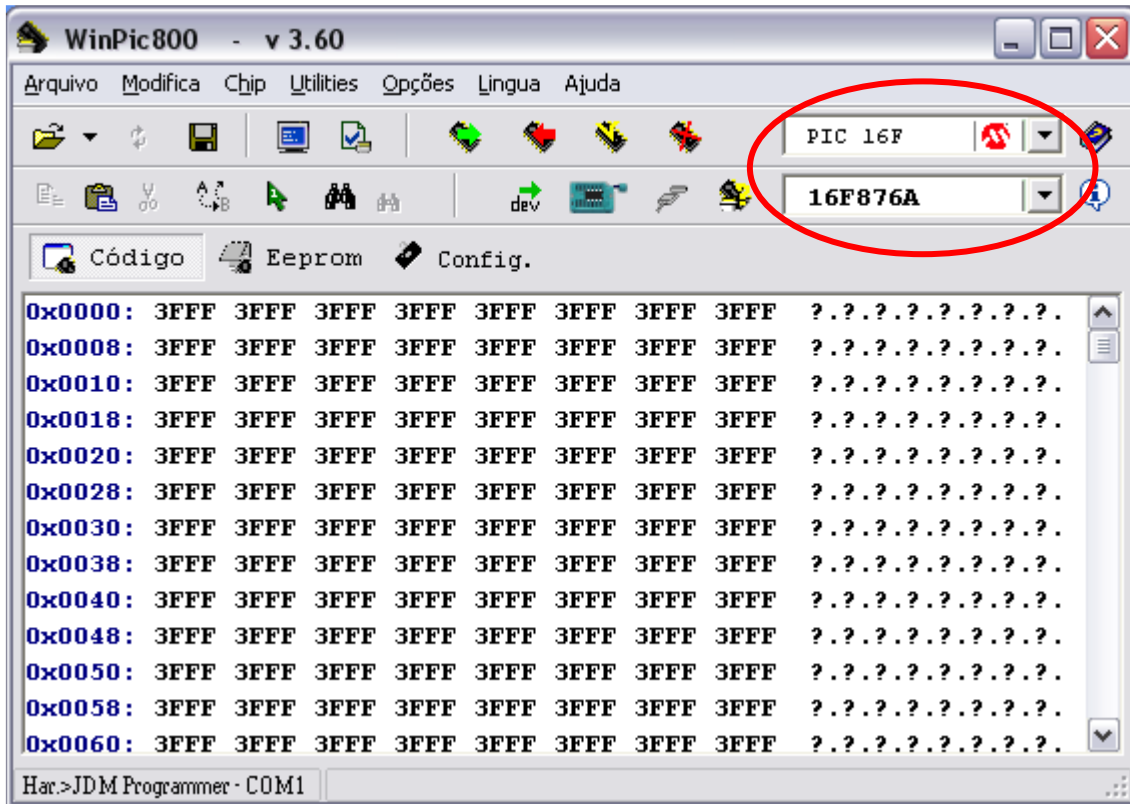 WinPic800 - v 3.60
Arquivo Modifica Chip Utilities Opções Lingua Ajuda
PIC 16F
dev 16F876A
Código Eeprom Config.
0x0000: 3FFF 3FFF 3FFF 3FFF 3FFF 3FFF 3FFF 3FFF ?.?.?.?.?.?.?.?.
0x0008: 3FFF 3FFF 3FFF 3FFF 3FFF 3FFF 3FFF 3FFF ?.?.?.?.?.?.?.?.
0x0010: 3FFF 3FFF 3FFF 3FFF 3FFF 3FFF 3FFF 3FFF ?.?.?.?.?.?.?.?.
0x0018: 3FFF 3FFF 3FFF 3FFF 3FFF 3FFF 3FFF 3FFF ?.?.?.?.?.?.?.?.
0x0020: 3FFF 3FFF 3FFF 3FFF 3FFF 3FFF 3FFF 3FFF ?.?.?.?.?.?.?.?.
0x0028: 3FFF 3FFF 3FFF 3FFF 3FFF 3FFF 3FFF 3FFF ?.?.?.?.?.?.?.?.
0x0030: 3FFF 3FFF 3FFF 3FFF 3FFF 3FFF 3FFF 3FFF ?.?.?.?.?.?.?.?.
0x0038: 3FFF 3FFF 3FFF 3FFF 3FFF 3FFF 3FFF 3FFF ?.?.?.?.?.?.?.?.
0x0040: 3FFF 3FFF 3FFF 3FFF 3FFF 3FFF 3FFF 3FFF ?.?.?.?.?.?.?.?.
0x0048: 3FFF 3FFF 3FFF 3FFF 3FFF 3FFF 3FFF 3FFF ?.?.?.?.?.?.?.?.
0x0050: 3FFF 3FFF 3FFF 3FFF 3FFF 3FFF 3FFF 3FFF ?.?.?.?.?.?.?.?.
0x0058: 3FFF 3FFF 3FFF 3FFF 3FFF 3FFF 3FFF 3FFF ?.?.?.?.?.?.?.?.
0x0060: 3FFF 3FFF 3FFF 3FFF 3FFF 3FFF 3FFF 3FFF ?.?.?.?.?.?.?.?.
Har.>JDM Programmer - COM1